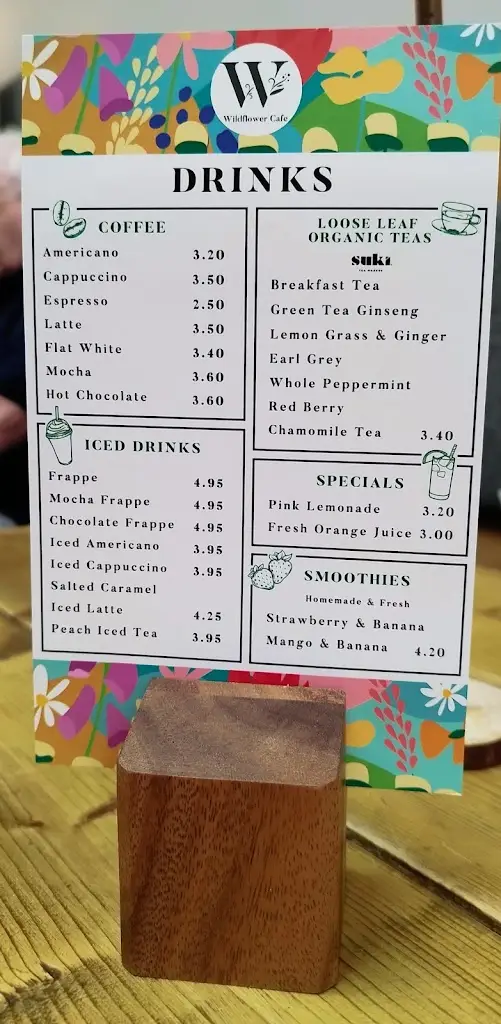 W
Wildflower Cafe
DRINKS
COFFEE
Americano 3.20
Cappuccino 3.50
Espresso 2.50
Latte 3.50
Flat White 3.40
Mocha 3.60
Hot Chocolate 3.60
ICED DRINKS
Frappe 4.95
Mocha Frappe 4.95
Chocolate Frappe 4.95
Iced Americano 3.95
Iced Cappuccino 3.95
Salted Caramel
Iced Latte 4.25
Peach Iced Tea 3.95
LOOSE LEAF
ORGANIC TEAS
suki
TEA MAKERS
Breakfast Tea
Green Tea Ginseng
Lemon Grass & Ginger
Earl Grey
Whole Peppermint
Red Berry
Chamomile Tea 3.40
SPECIALS
Pink Lemonade 3.20
Fresh Orange Juice 3.00
SMOOTHIES
Homemade & Fresh
Strawberry & Banana
Mango & Banana 4.20